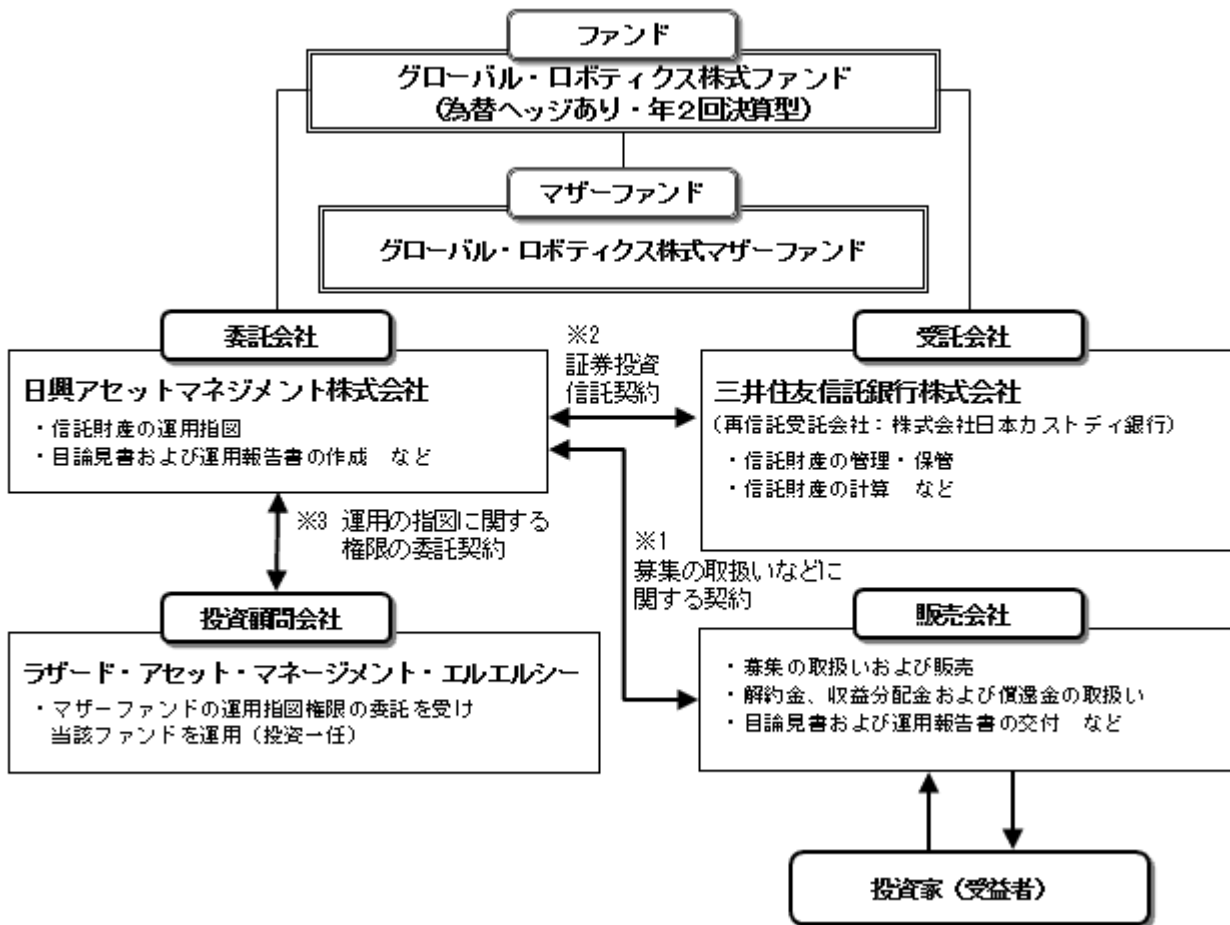 ファンド
グローバル・ロボティクス株式ファンド
(為替ヘッジあり・年２回決算型)
マザーファンド
グローバル・ロボティクス株式マザーファンド
委託会社
日興アセットマネジメント株式会社
・信託財産の運用指図
・目論見書および運用報告書の作成　など
※2
証券投資
信託契約
受託会社
三井住友信託銀行株式会社
(再信託受託会社：株式会社日本カストディ銀行)
・信託財産の管理・保管
・信託財産の計算　など
※3 運用の指図に関する
権限の委託契約
※1
募集の取扱いなどに
関する契約
投資顧問会社
ラザード・アセット・マネージメント・エルエルシー
・マザーファンドの運用指図権限の委託を受け
当該ファンドを運用（投資一任）
販売会社
・募集の取扱いおよび販売
・解約金、収益分配金および償還金の取扱い
・目論見書および運用報告書の交付　など
投資家（受益者）